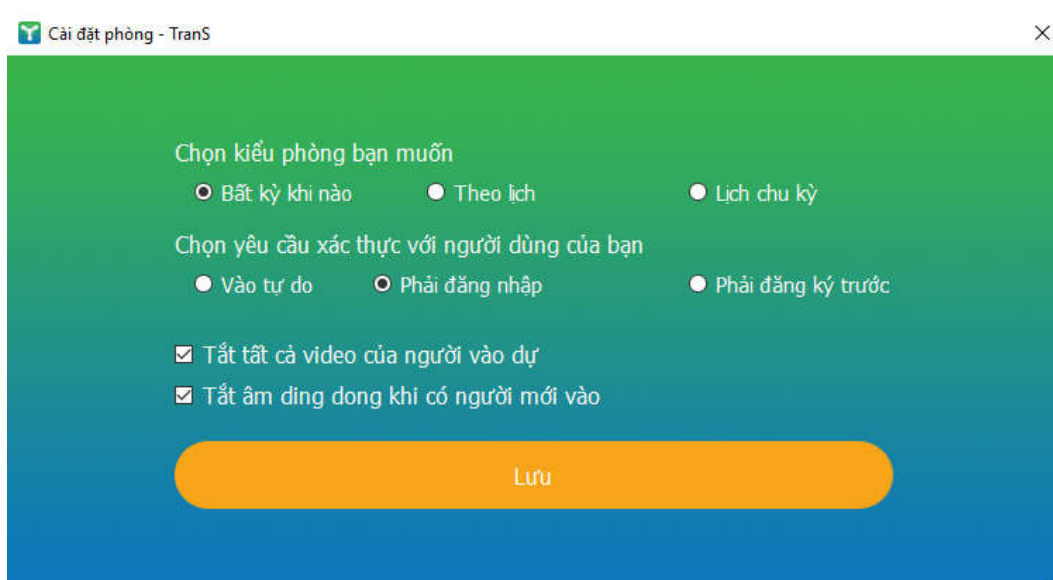 Cài đặt phòng - TranS
Chọn kiểu phòng bạn muốn
Bất kỳ khi nào Theo lịch Lịch chu kỳ
Chọn yêu cầu xác thực với người dùng của bạn
Vào tự do Phải đăng nhập Phải đăng ký trước
Tắt tất cả video của người vào dự
Tắt âm ding dong khi có người mới vào
Lưu